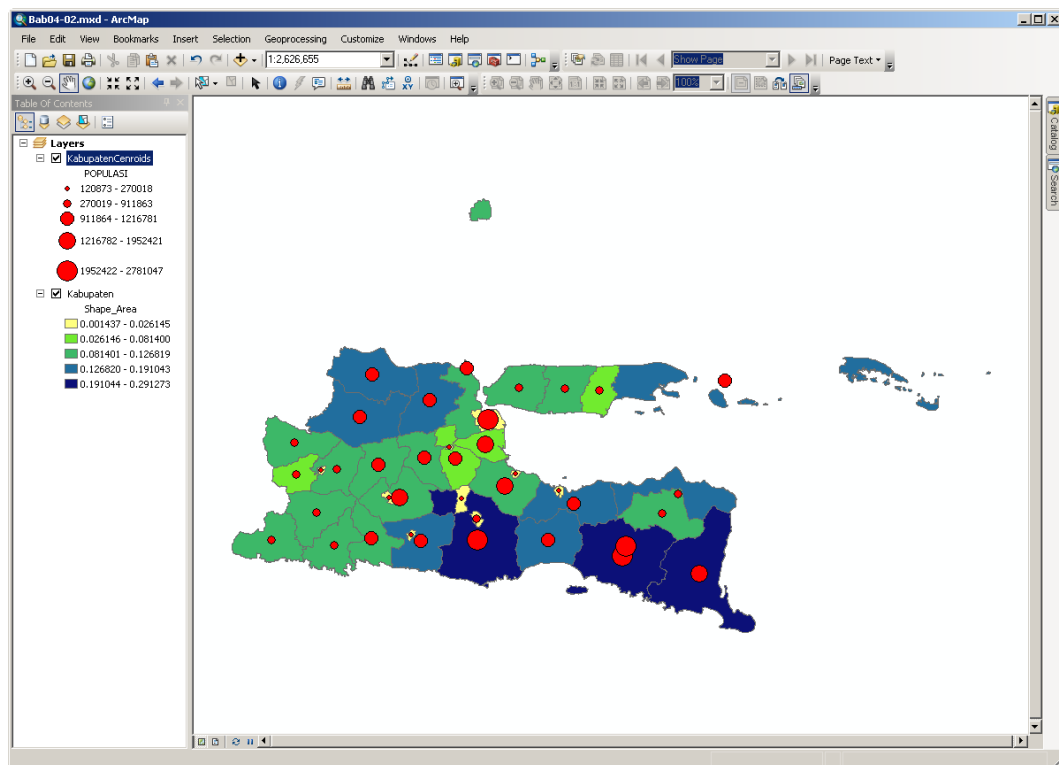 Bab04-02.mxd - ArcMap
File Edit View Bookmarks Insert Selection Geoprocessing Customize Windows Help
1:2,626,655
Show Page
Page Text
100%
Table Of Contents
Layers
KabupatenCenroids
POPULASI
120873 - 270018
270019 - 911863
911864 - 1216781
1216782 - 1952421
1952422 - 2781047
Kabupaten
Shape_Area
0.001437 - 0.026145
0.026146 - 0.081400
0.081401 - 0.126819
0.126820 - 0.191043
0.191044 - 0.291273
Catalog
Search